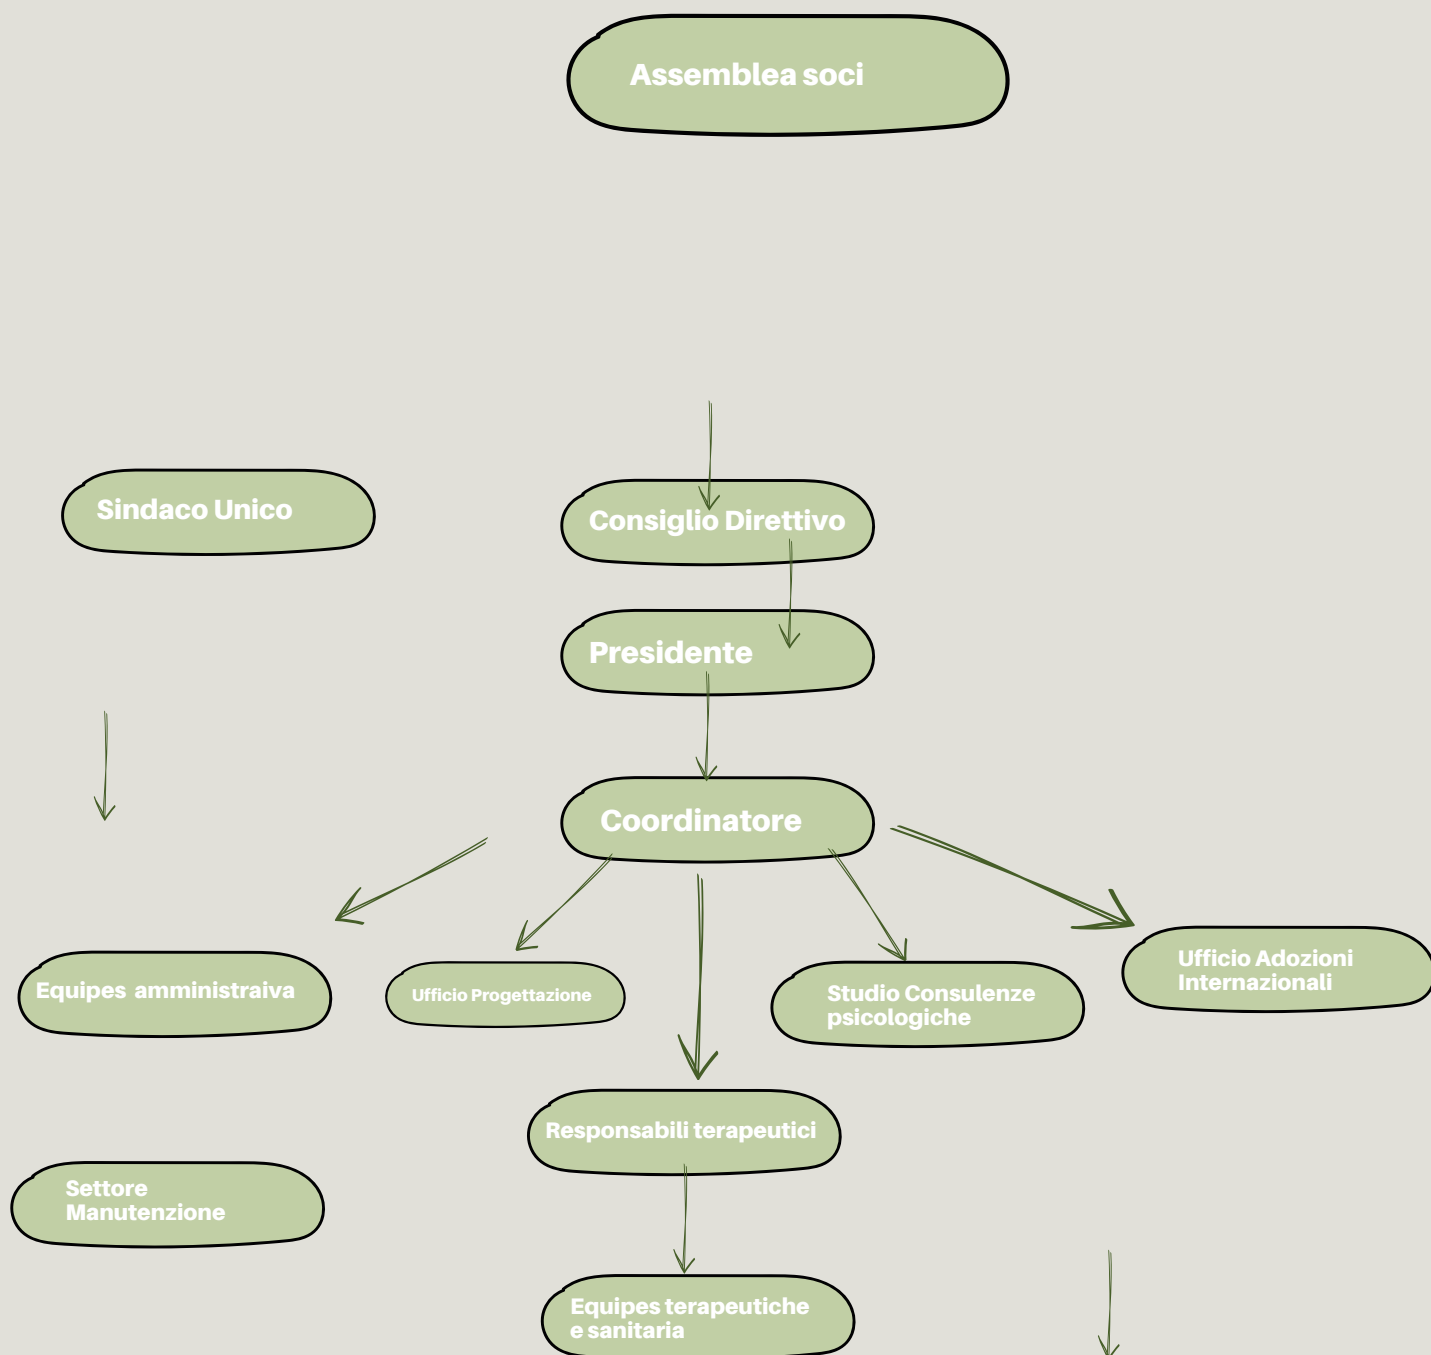 Assemblea soci
Sindaco Unico
Consiglio Direttivo
Presidente
Coordinatore
Equipes amministraiva
Ufficio Progettazione
Studio Consulenze
psicologiche
Ufficio Adozioni
Internazionali
Responsabili terapeutici
Settore
Manutenzione
Equipes terapeutiche
e sanitaria